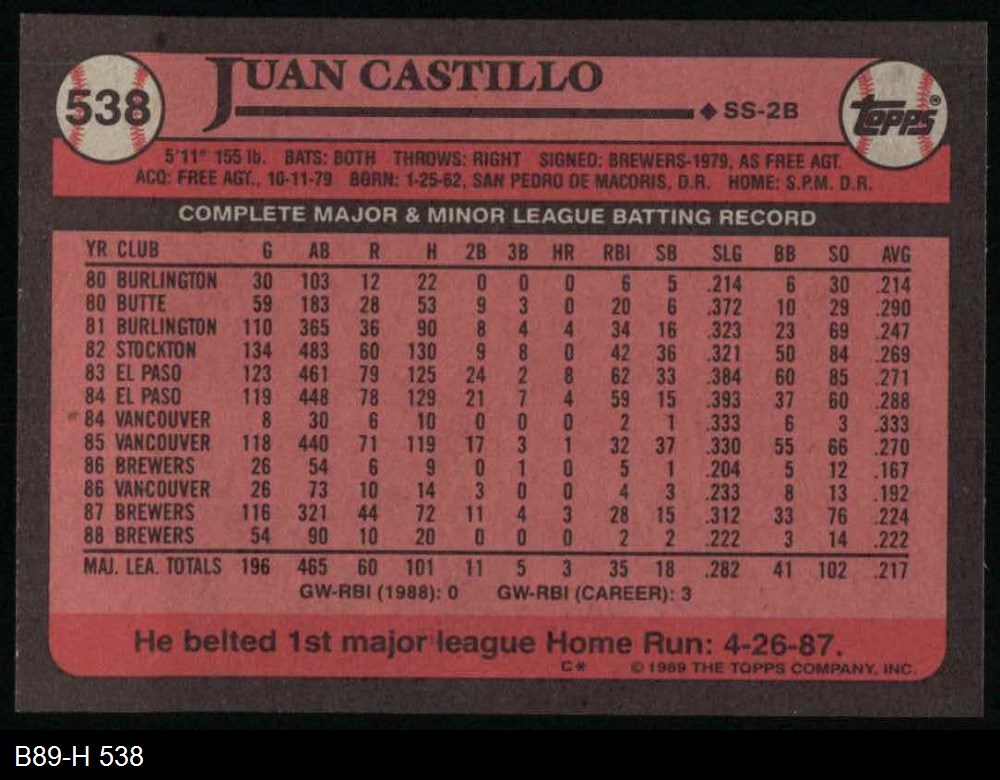 538
JUAN CASTILLO
◆ SS-2B
Topps®
5'11" 155 lb. BATS: BOTH THROWS: RIGHT SIGNED: BREWERS-1979, AS FREE AGT.
ACQ: FREE AGT., 10-11-79 BORN: 1-25-62, SAN PEDRO DE MACORIS, D.R. HOME: S.P.M. D.R.
COMPLETE MAJOR & MINOR LEAGUE BATTING RECORD
YR CLUB G AB R H 2B 3B HR RBI SB SLG BB SO AVG
80 BURLINGTON 30 103 12 22 0 0 0 6 5 .214 6 30 .214
80 BUTTE 59 183 28 53 9 3 0 20 6 .372 10 29 .290
81 BURLINGTON 110 365 36 90 8 4 4 34 16 .323 23 69 .247
82 STOCKTON 134 483 60 130 9 8 0 42 36 .321 50 84 .269
83 EL PASO 123 461 79 125 24 2 8 62 33 .384 60 85 .271
84 EL PASO 119 448 78 129 21 7 4 59 15 .393 37 60 .288
84 VANCOUVER 8 30 6 10 0 0 0 2 1 .333 6 3 .333
85 VANCOUVER 118 440 71 119 17 3 1 32 37 .330 55 66 .270
86 BREWERS 26 54 6 9 0 1 0 5 1 .204 5 12 .167
86 VANCOUVER 26 73 10 14 3 0 0 4 3 .233 8 13 .192
87 BREWERS 116 321 44 72 11 4 3 28 15 .312 33 76 .224
88 BREWERS 54 90 10 20 0 0 0 2 2 .222 3 14 .222
MAJ. LEA. TOTALS 196 465 60 101 11 5 3 35 18 .282 41 102 .217
GW-RBI (1988): 0 GW-RBI (CAREER): 3
He belted 1st major league Home Run: 4-26-87.
C* © 1989 THE TOPPS COMPANY, INC.
B89-H 538